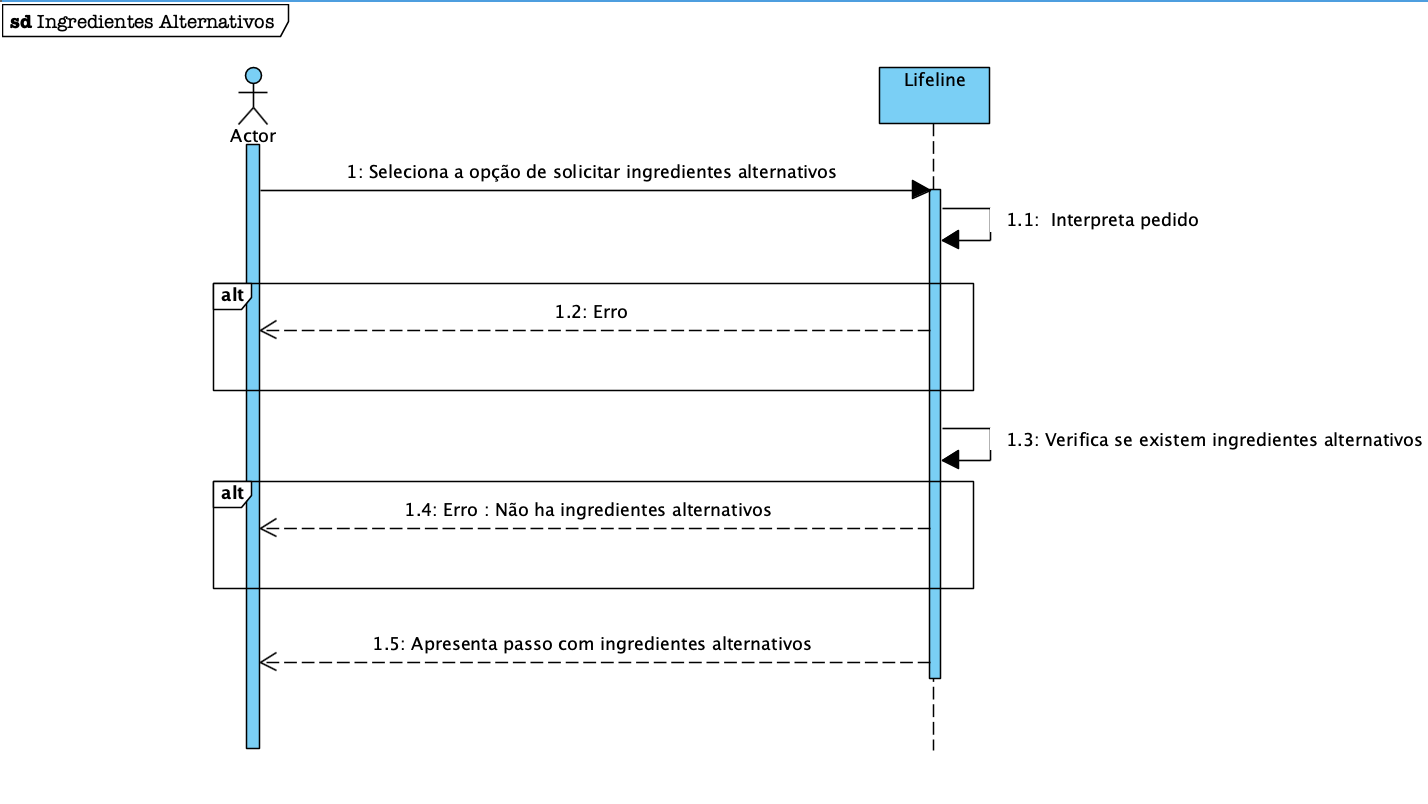 sd Ingredientes Alternativos
Actor
Lifeline
1: Seleciona a opção de solicitar ingredientes alternativos
1.1:  Interpreta pedido
alt
1.2: Erro
1.3: Verifica se existem ingredientes alternativos
alt
1.4: Erro : Não ha ingredientes alternativos
1.5: Apresenta passo com ingredientes alternativos